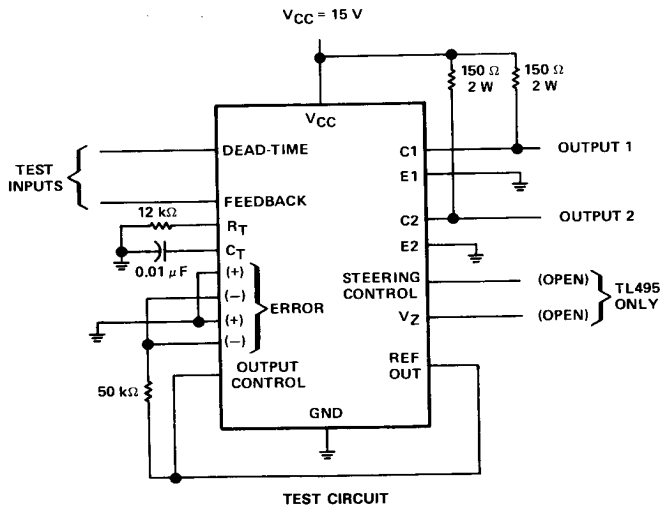 VCC = 15 V
150 Ω
2 W
150 Ω
2 W
VCC
TEST
INPUTS
DEAD-TIME
FEEDBACK
12 kΩ
RT
0.01 μF
CT
(+)
(−)
(+)
(−)
ERROR
50 kΩ
OUTPUT
CONTROL
GND
C1
OUTPUT 1
E1
C2
OUTPUT 2
E2
STEERING
CONTROL
(OPEN)
VZ
(OPEN)
TL495
ONLY
REF
OUT
TEST CIRCUIT